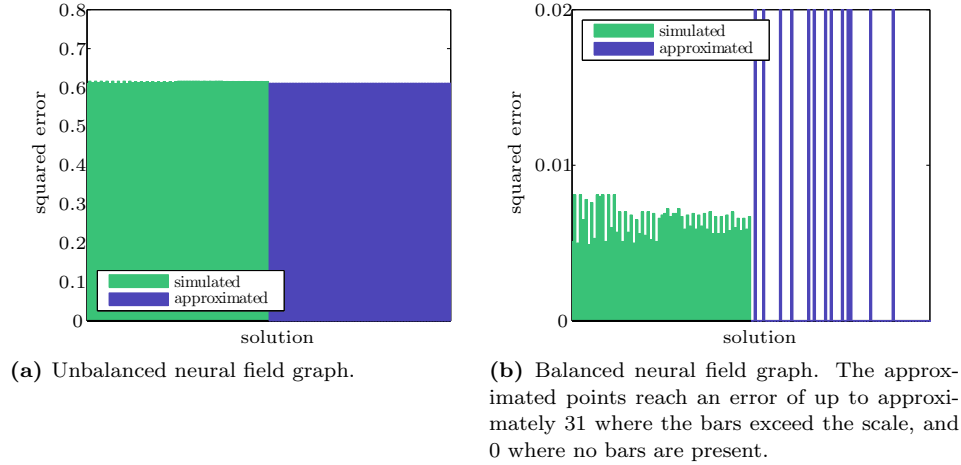 0.8
0.7
0.6
0.5
0.4
0.3
0.2
0.1
0
squared error
simulated
approximated
solution
(a) Unbalanced neural field graph.
0.02
0.01
0
squared error
simulated
approximated
solution
(b) Balanced neural field graph. The approx-
imated points reach an error of up to approxi-
mately 31 where the bars exceed the scale, and
0 where no bars are present.